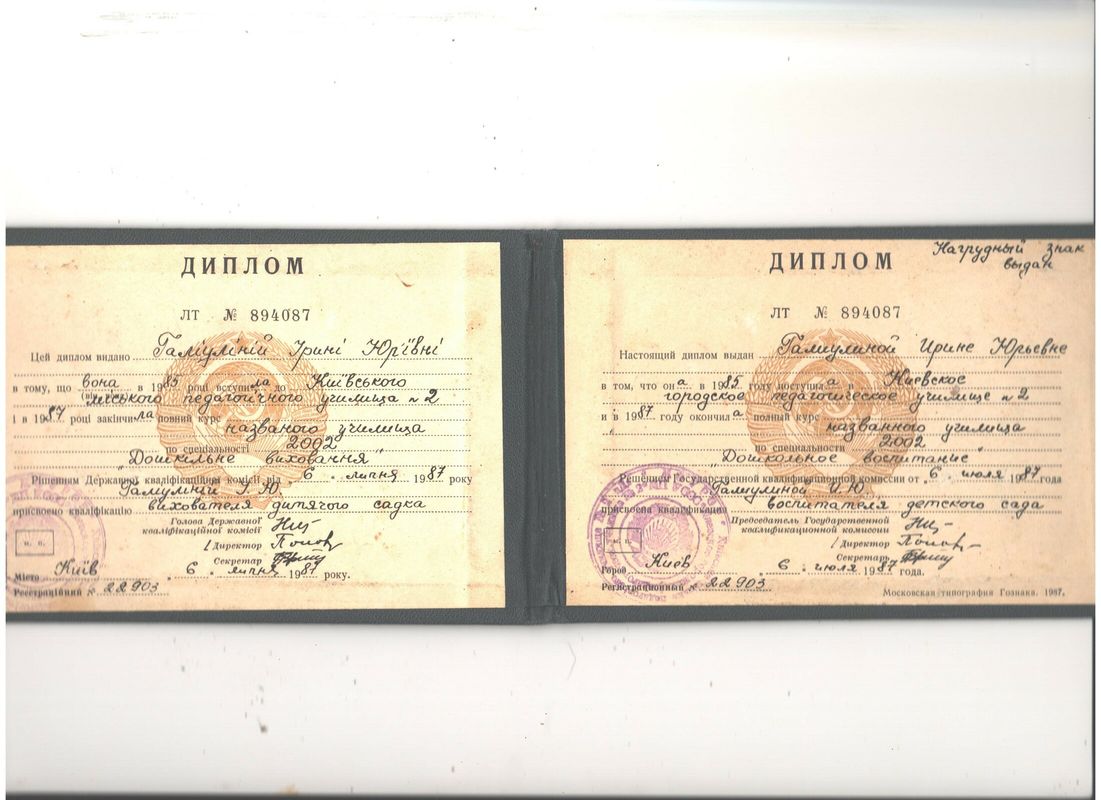 ДИПЛОМ
ЛТ № 894087
Цей диплом видано Гаміулиній Ірині Юр'ївні
в тому, що вона в 1985 році вступила до Київського
міського педагогічного училища № 2
і в 1987 році закінчила повний курс
названого училища
по спеціальності 2002
"Дошкільне виховання"
Рішенням Державної кваліфікаційної комісії від 6 липня 1987 року
І. Ю.
присвоєно кваліфікацію вихователя дитячого садка
Голова Державної
кваліфікаційної комісії
Директор
Секретар
М. П.
Місто Київ 6 липня 1987 року.
Реєстраційний № 22903
Нагрудный знак
выдан
ДИПЛОМ
ЛТ № 894087
Настоящий диплом выдан Гамиулиной Ирине Юрьевне
в том, что она в 1985 году поступила в Киевское
городское педагогическое училище № 2
и в 1987 году окончила полный курс
названного училища
по специальности 2002
"Дошкольное воспитание"
Решением Государственной квалификационной комиссии от 6 июля 1987 года
Гамиулиной И. Ю.
присвоена квалификация воспитателя детского сада
Председатель Государственной
квалификационной комиссии
Директор
Секретарь
М. П.
Город Киев 6 июля 1987 года.
Регистрационный № 22903
Московская типография Гознака. 1987.